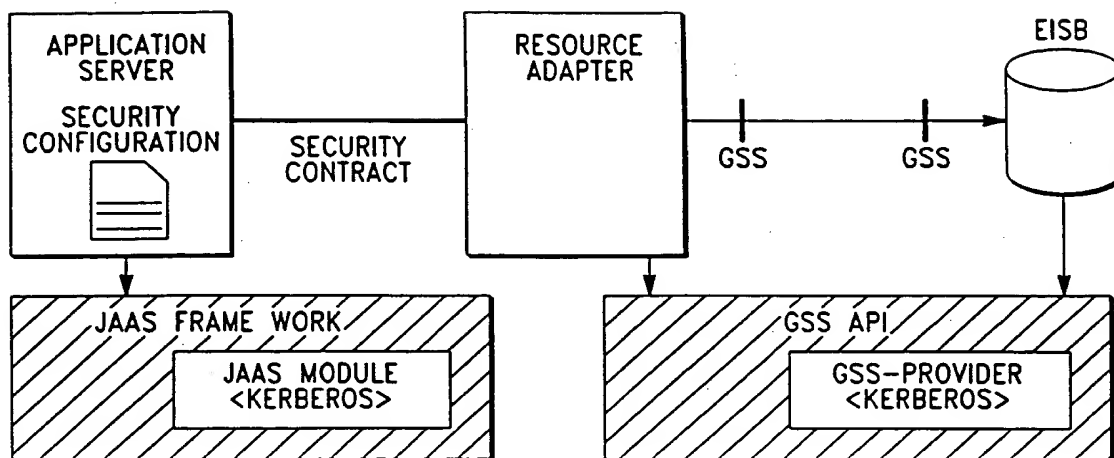 APPLICATION
SERVER
SECURITY
CONFIGURATION
SECURITY
CONTRACT
RESOURCE
ADAPTER
GSS
GSS
EISB
JAAS FRAME WORK
JAAS MODULE
<KERBEROS>
GSS API
GSS-PROVIDER
<KERBEROS>